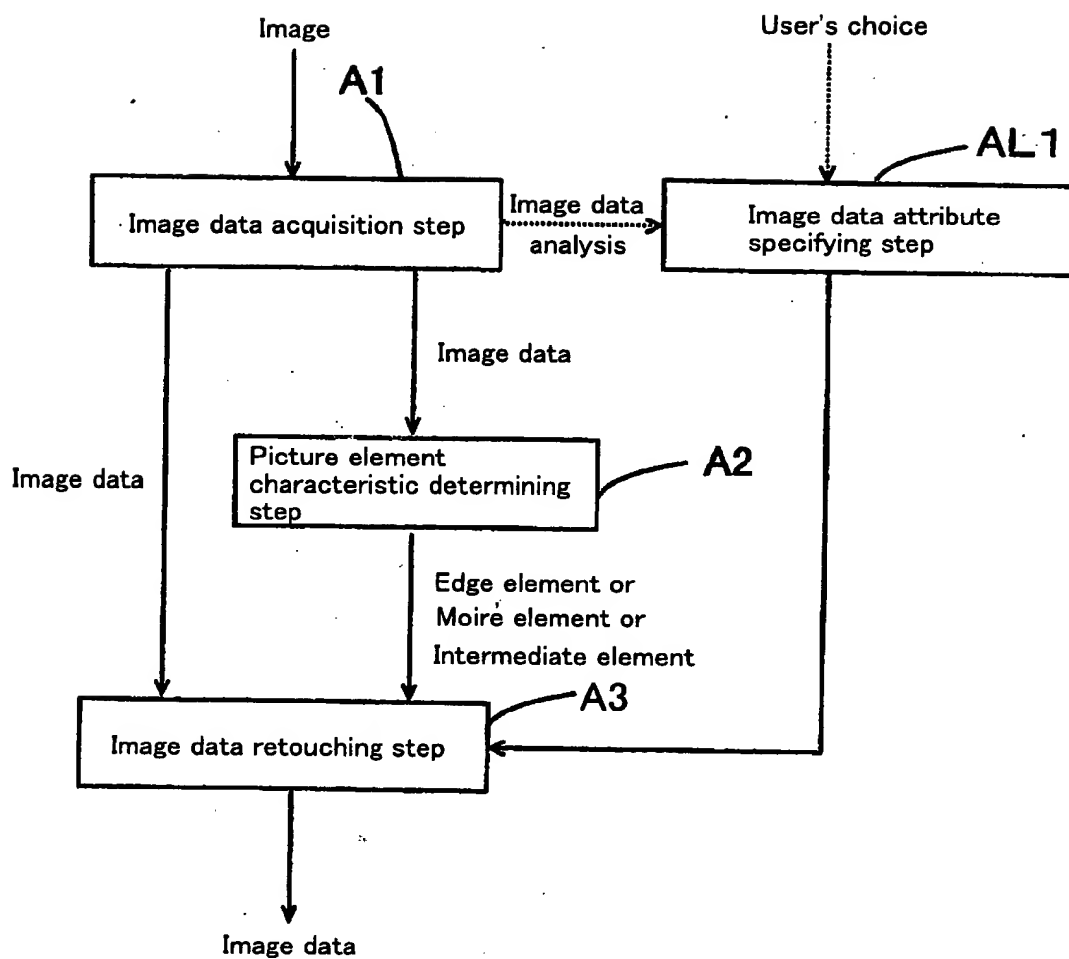 Image
User's choice
A1
AL1
Image data acquisition step
Image data
analysis
Image data attribute
specifying step
Image data
Picture element
characteristic determining
step
A2
Image data
Edge element or
Moiré element or
Intermediate element
A3
Image data retouching step
Image data